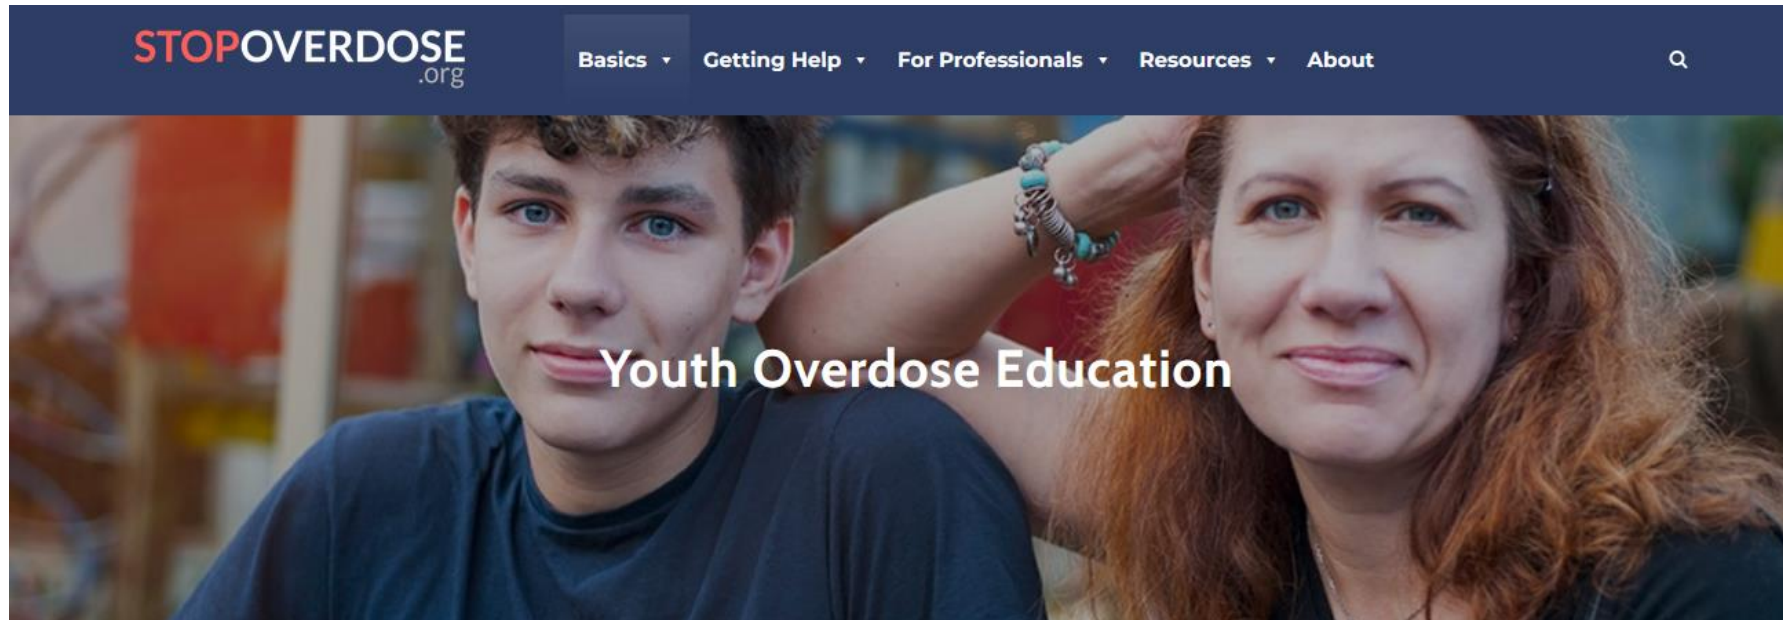 STOPOVERDOSE
.org
Basics
Getting Help
For Professionals
Resources
About
Youth Overdose Education